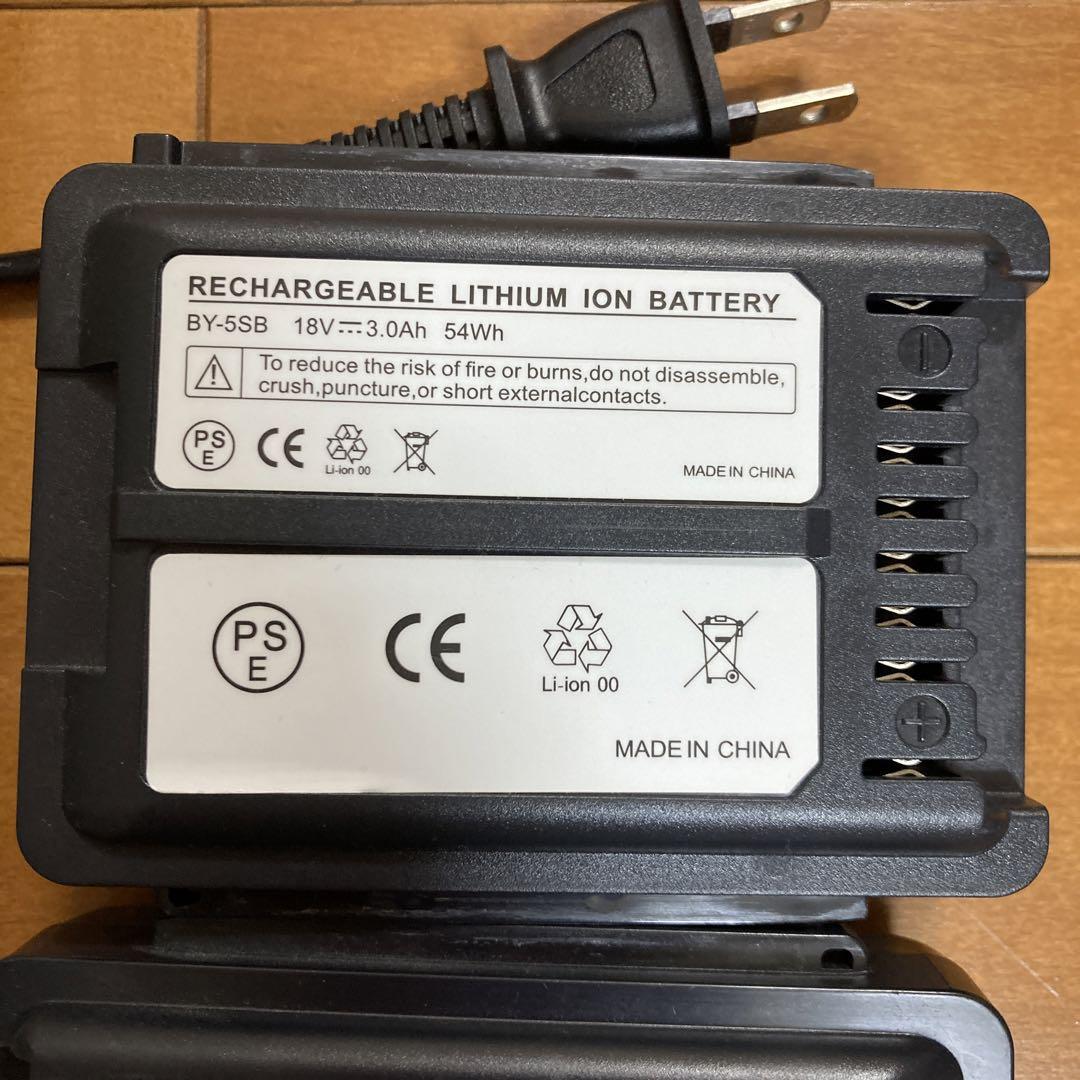 RECHARGEABLE LITHIUM ION BATTERY
BY-5SB 18V⎓3.0Ah 54Wh
To reduce the risk of fire or burns,do not disassemble,
crush,puncture,or short externalcontacts.
PS
E
CE
Li-ion 00
MADE IN CHINA
PS
E
CE
Li-ion 00
MADE IN CHINA